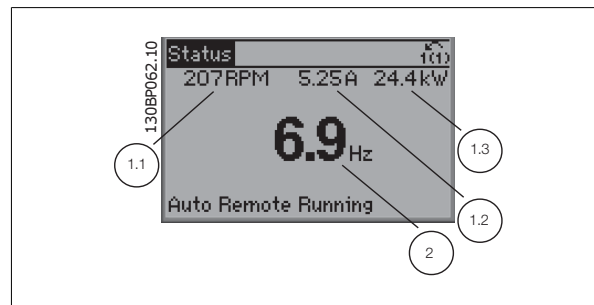 130BP062.10
Status
1(1)
207RPM 5.25A 24.4kW
6.9Hz
Auto Remote Running
1.1
1.3
1.2
2